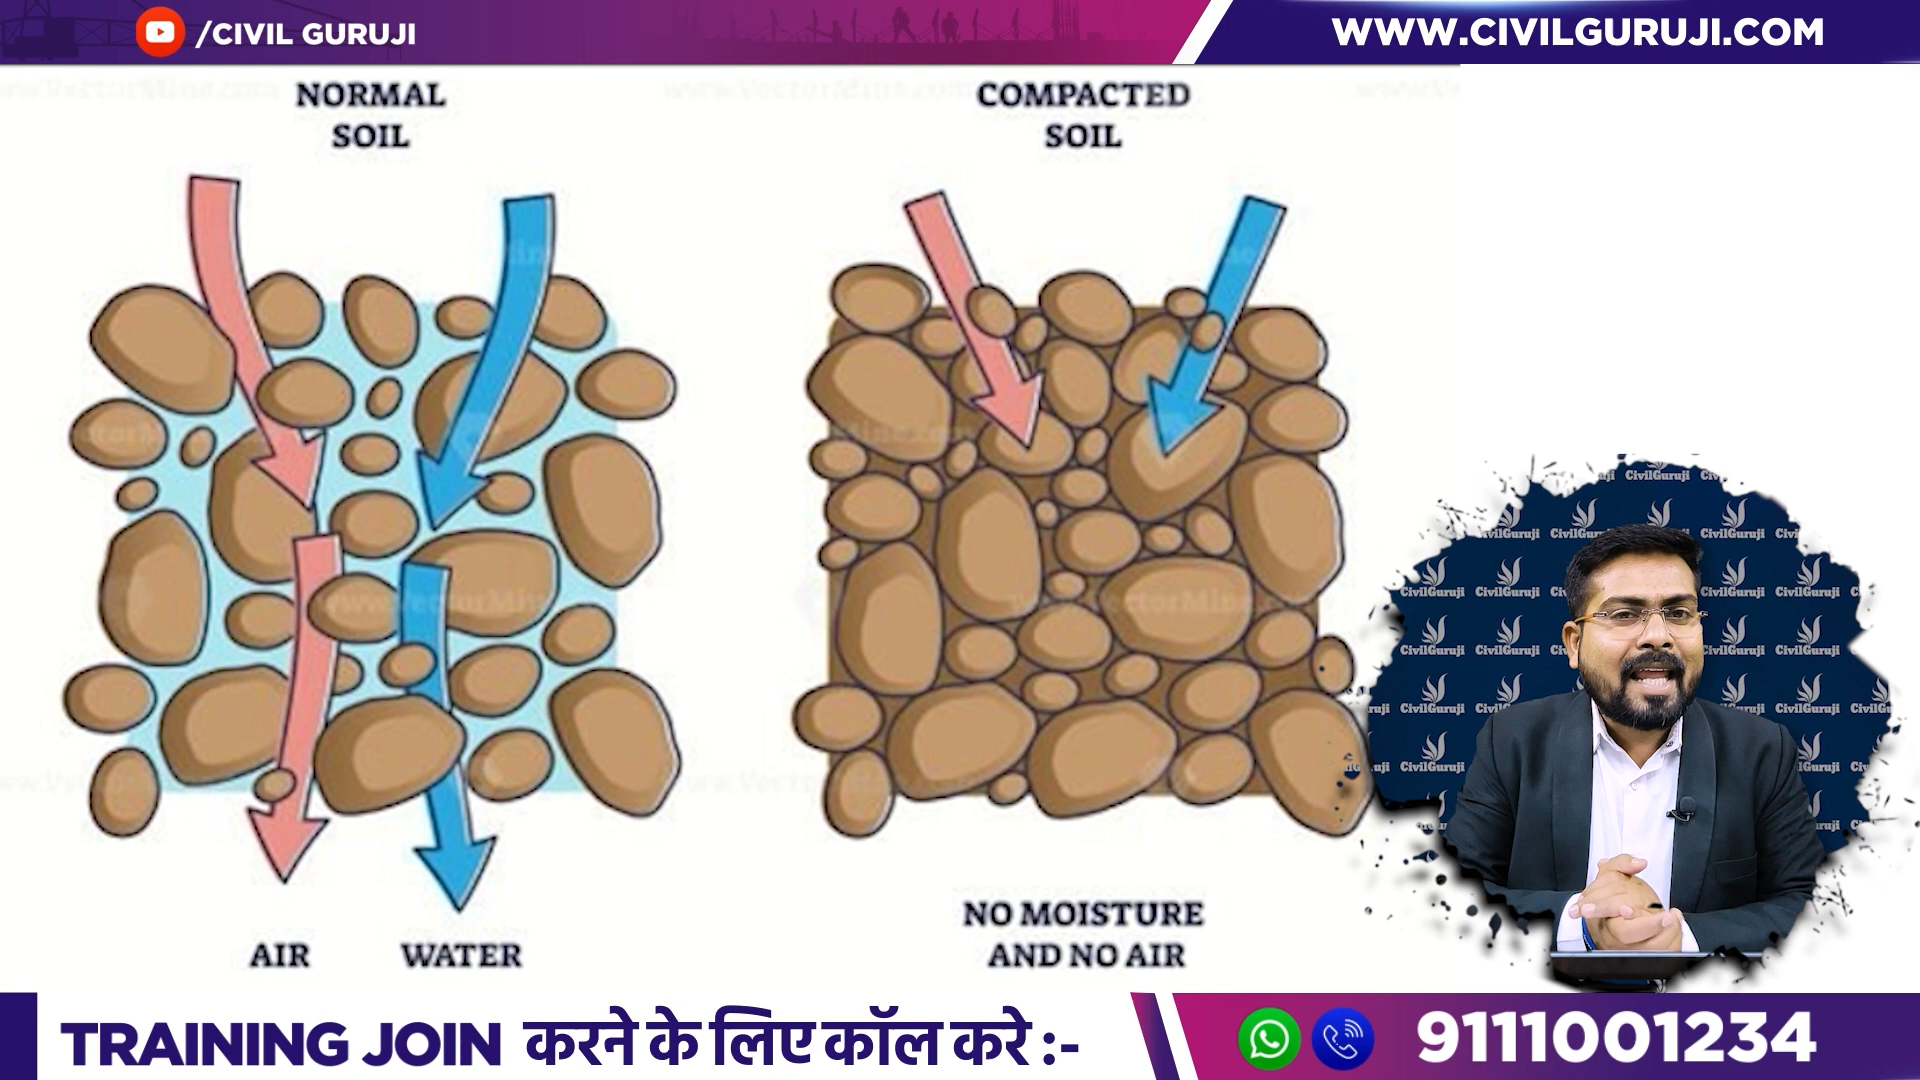 /CIVIL GURUJI
WWW.CIVILGURUJI.COM
NORMAL
SOIL
COMPACTED
SOIL
AIR
WATER
NO MOISTURE
AND NO AIR
CivilGuruji
TRAINING JOIN करने के लिए कॉल करे :-
9111001234